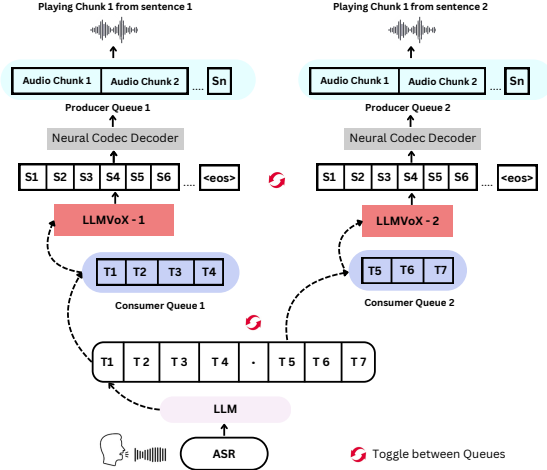 Playing Chunk 1 from sentence 1
Playing Chunk 1 from sentence 2
Audio Chunk 1 Audio Chunk 2 .... Sn
Audio Chunk 1 Audio Chunk 2 .... Sn
Producer Queue 1
Producer Queue 2
Neural Codec Decoder
Neural Codec Decoder
S1 S2 S3 S4 S5 S6 .... <eos>
S1 S2 S3 S4 S5 S6 .... <eos>
LLMVoX - 1
LLMVoX - 2
T1 T2 T3 T4
T5 T6 T7
Consumer Queue 1
Consumer Queue 2
T1 T 2 T 3 T 4 . T 5 T 6 T 7
LLM
ASR
Toggle between Queues